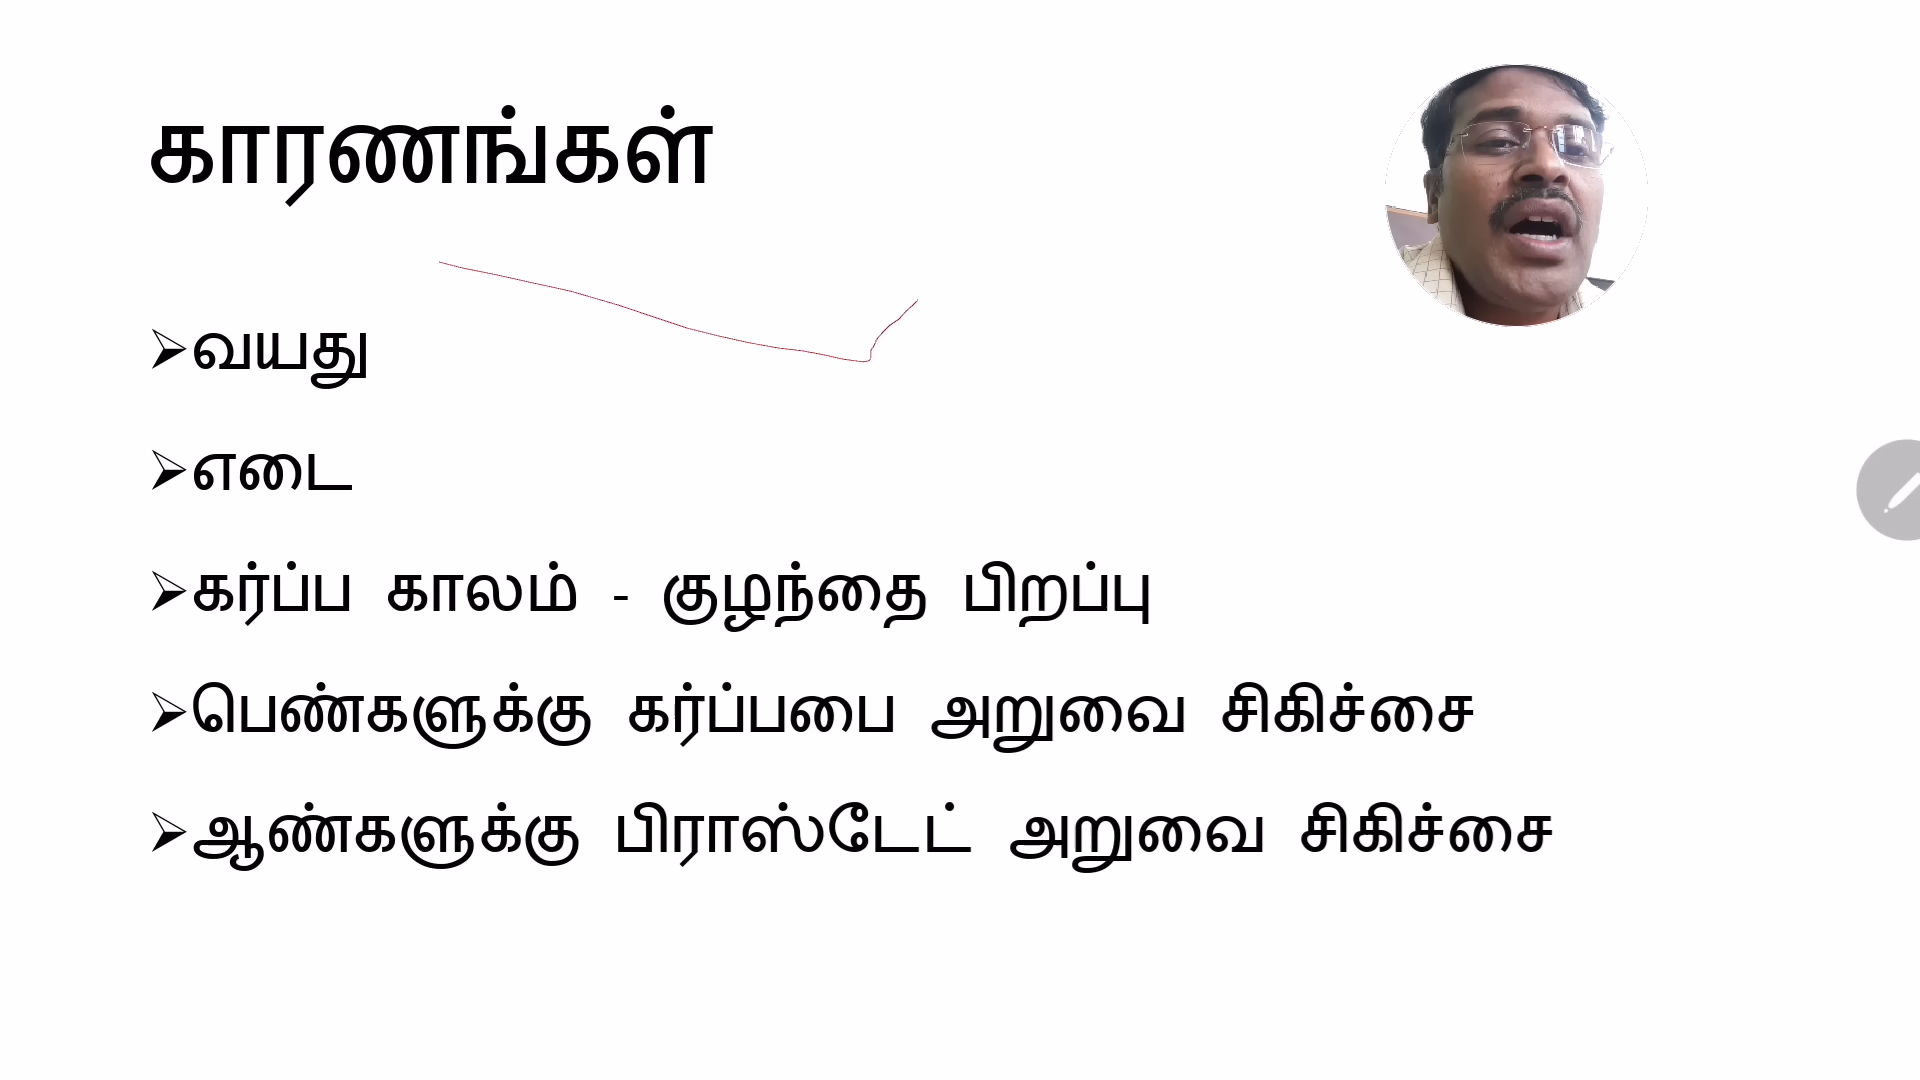 காரணங்கள்
➢வயது
➢எடை
➢கர்ப்ப காலம் - குழந்தை பிறப்பு
➢பெண்களுக்கு கர்ப்பபை அறுவை சிகிச்சை
➢ஆண்களுக்கு பிராஸ்டேட் அறுவை சிகிச்சை